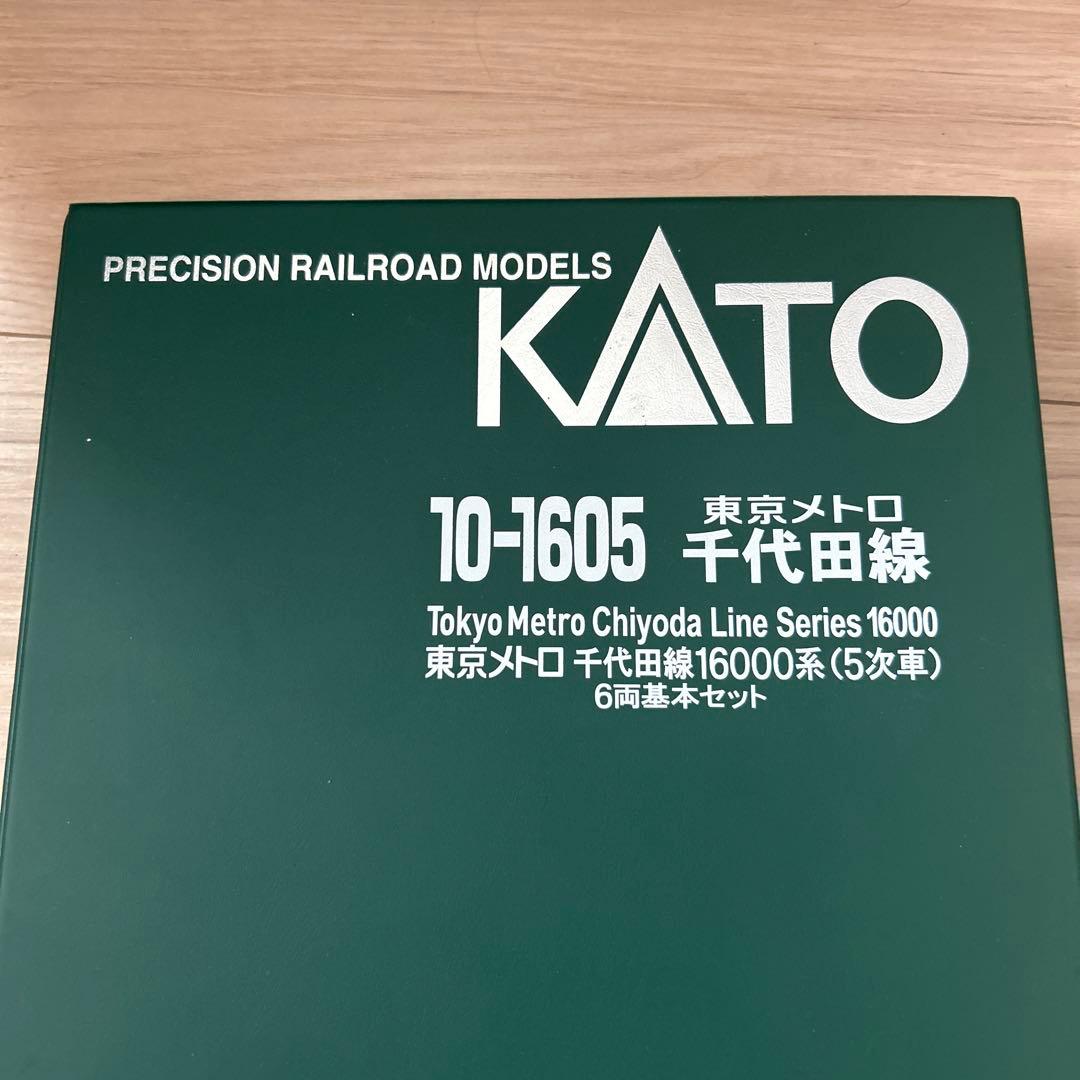 PRECISION RAILROAD MODELS
KATO
10-1605 東京メトロ
千代田線
Tokyo Metro Chiyoda Line Series 16000
東京メトロ 千代田線16000系(5次車)
6両基本セット